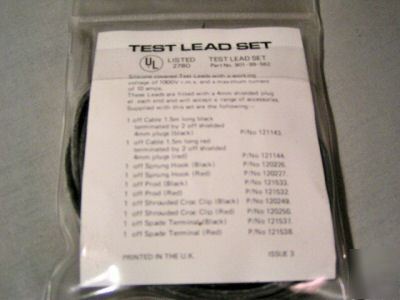 TEST LEAD SET
UL LISTED TEST LEAD SET
2780 Part No. 901-99-562
Silicone covered Test Leads with a working
voltage of 1000V r.m.s. and a maximum current
of 10 amps.
These Leads are fitted with a 4mm shielded plug
at each end and will accept a range of accessories.
Supplied with this set are the following:-
1 off Cable 1.5m long black
terminated by 2 off shielded
4mm plugs (black) P/No 121143.
1 off Cable 1.5m long red
terminated by 2 off shielded
4mm plugs (red) P/No 121144.
1 off Sprung Hook (Black) P/No 120226.
1 off Sprung Hook (Red) P/No 120227.
1 off Prod (Black) P/No 121533.
1 off Prod (Red) P/No 121532.
1 off Shrouded Croc Clip (Black) P/No 120249.
1 off Shrouded Croc Clip (Red) P/No 120250.
1 off Spade Terminal (Black) P/No 121537.
1 off Spade Terminal (Red) P/No 121538.
PRINTED IN THE U.K. ISSUE 3